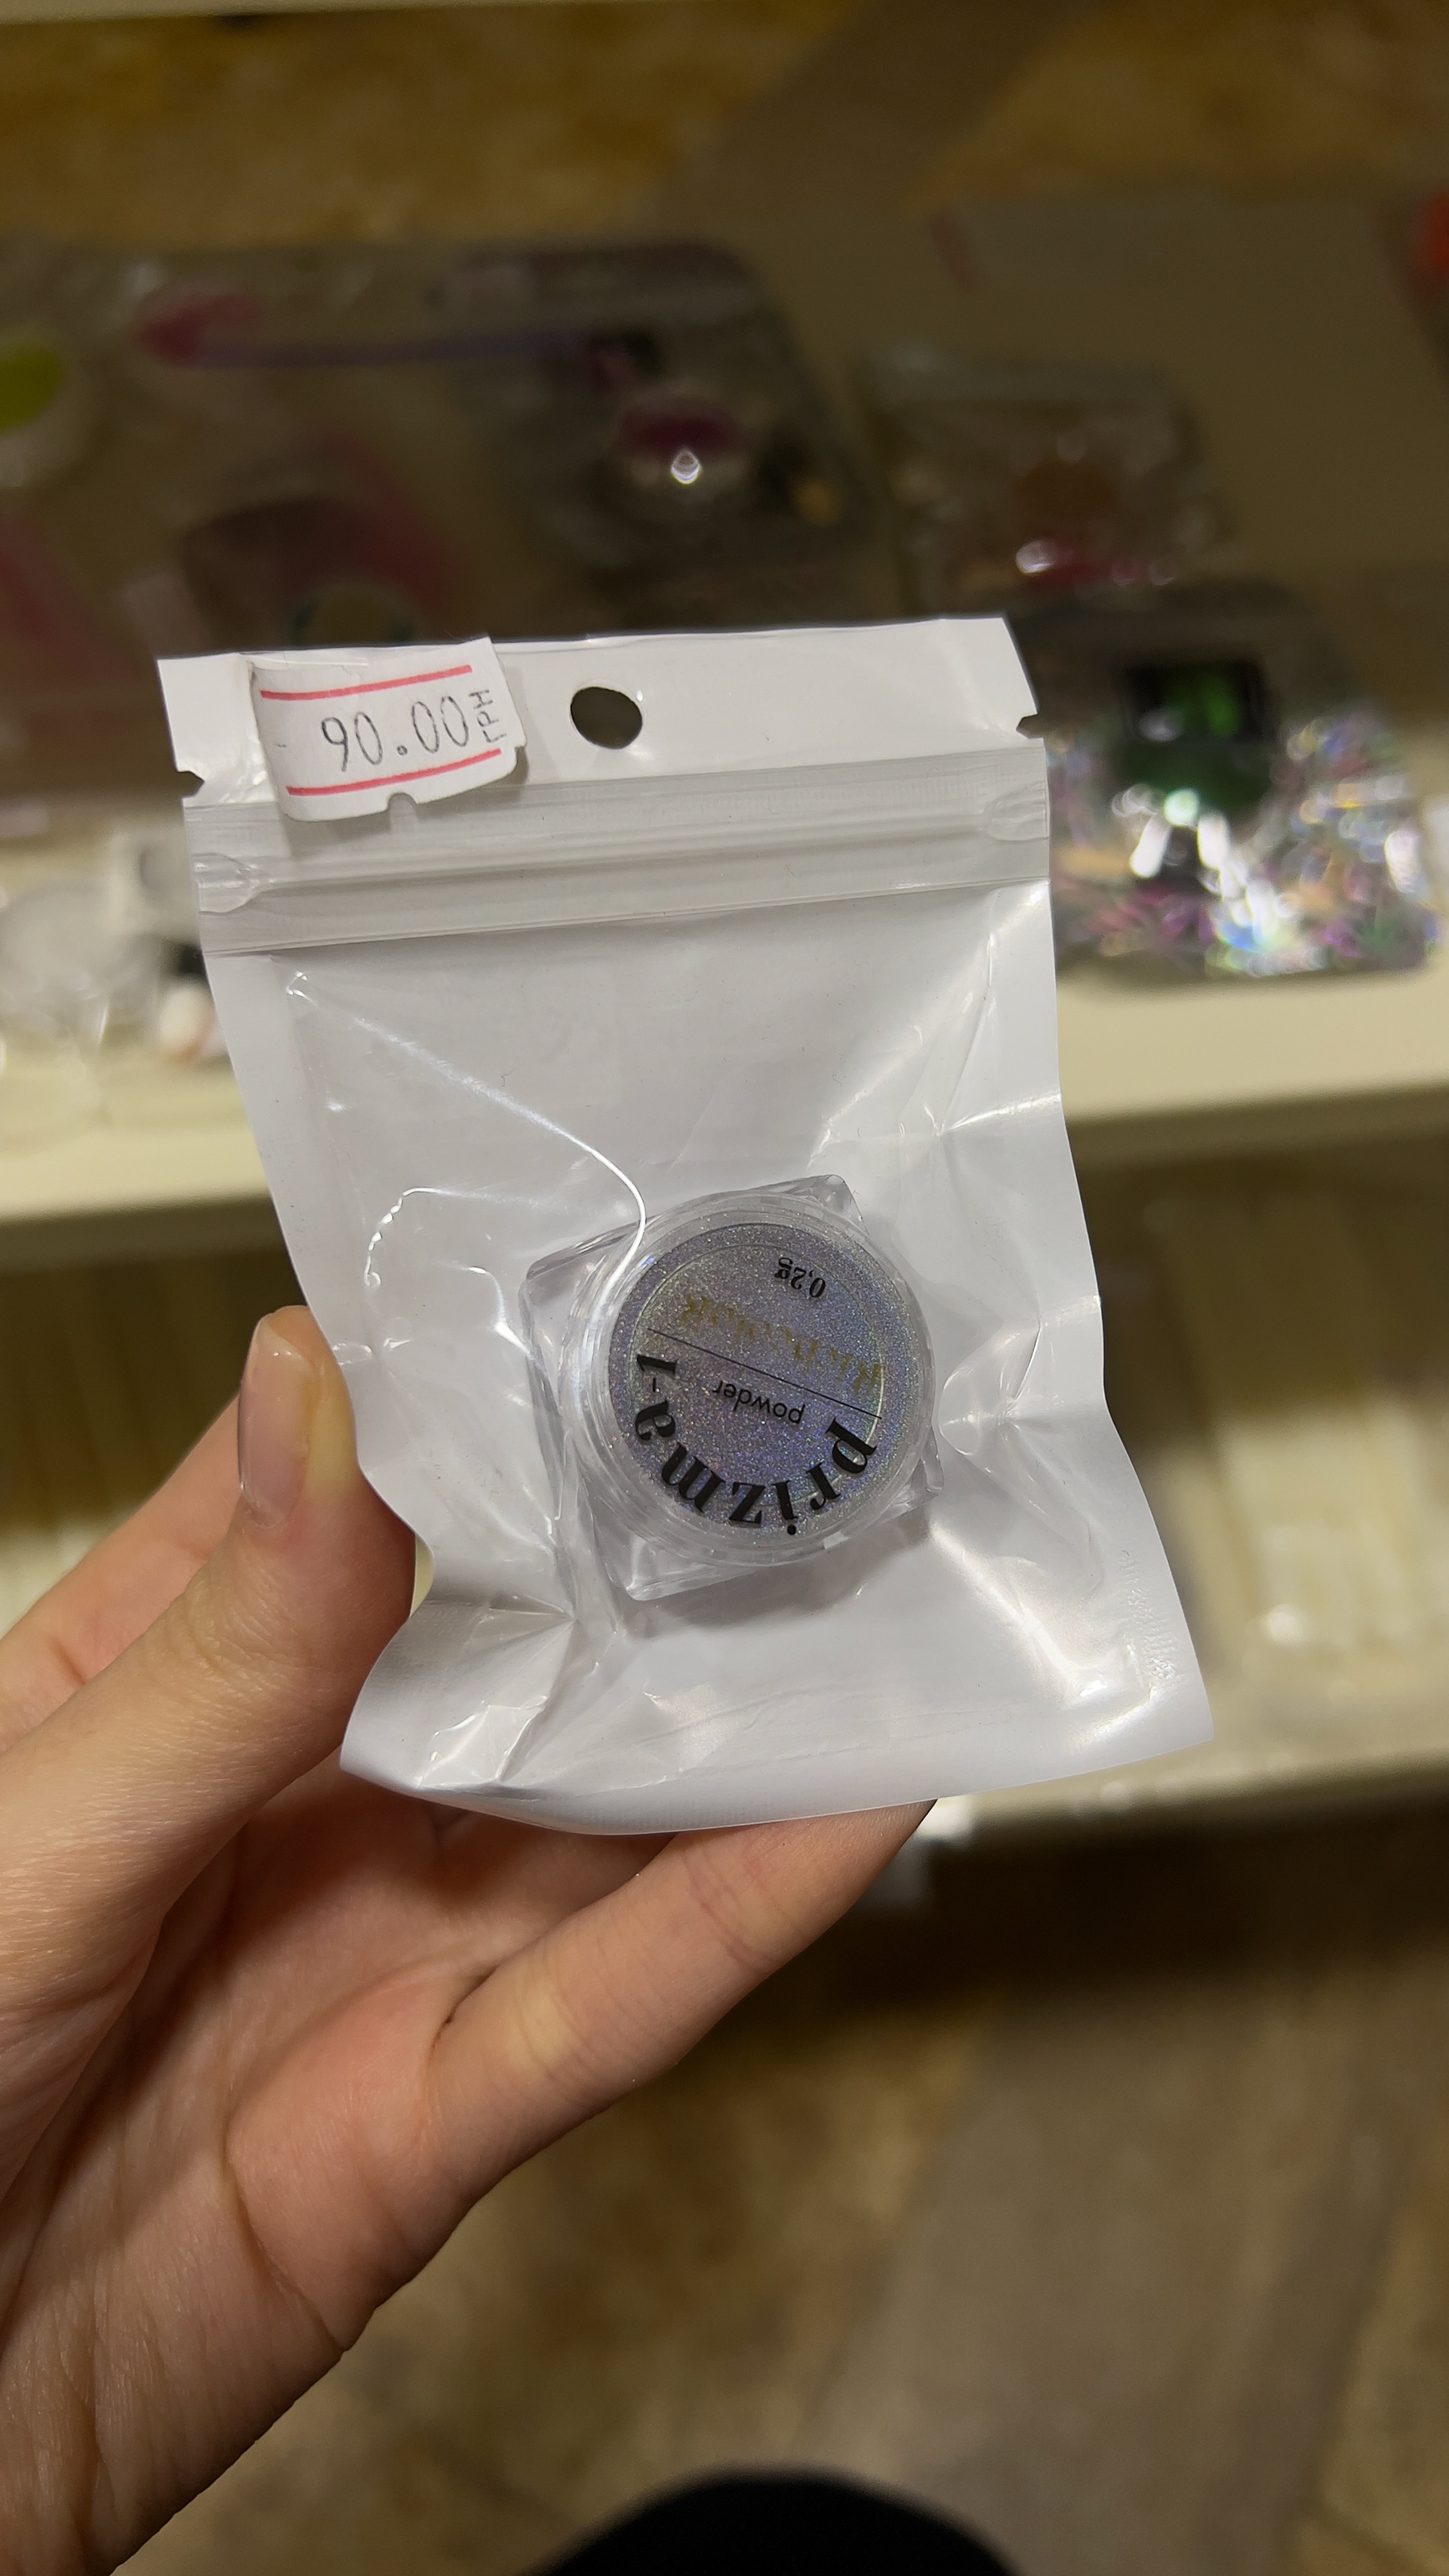 90.00
ГРН
prizma-1
powder
0,2g